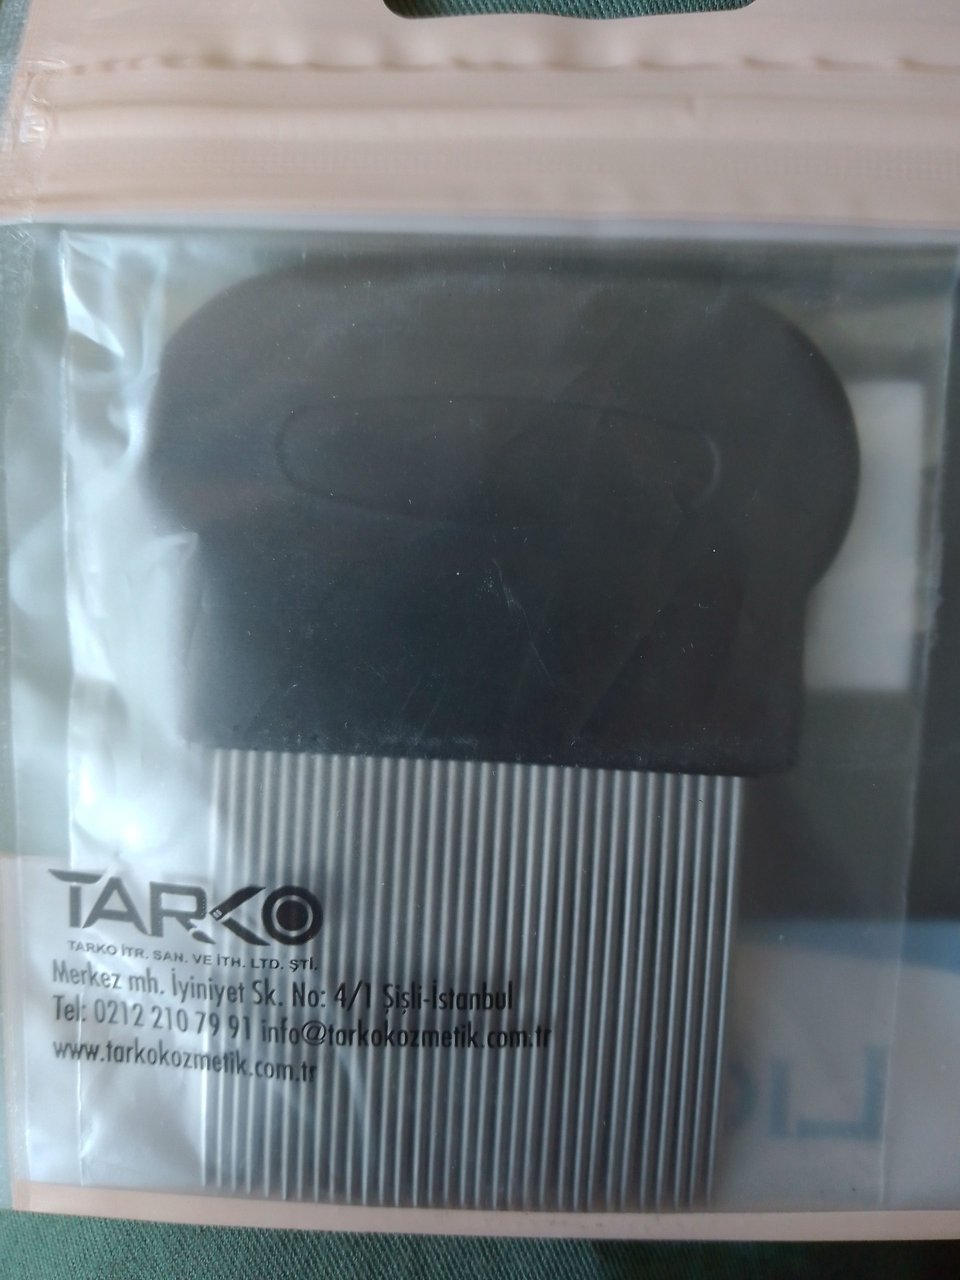 TARKO
TARKO İTR. SAN. VE İTH. LTD. ŞTİ.
Merkez mh. İyiniyet Sk. No: 4/1 Şişli-İstanbul
Tel: 0212 210 79 91 info@tarkokozmetik.com.tr
www.tarkokozmetik.com.tr